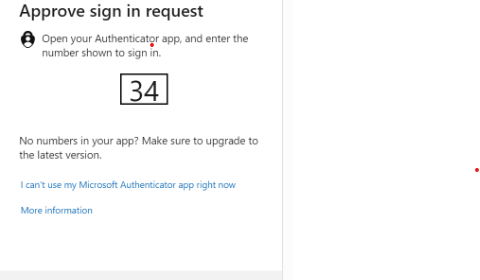 Approve sign in request
Open your Authenticator app, and enter the
number shown to sign in.
34
No numbers in your app? Make sure to upgrade to
the latest version.
I can't use my Microsoft Authenticator app right now
More information